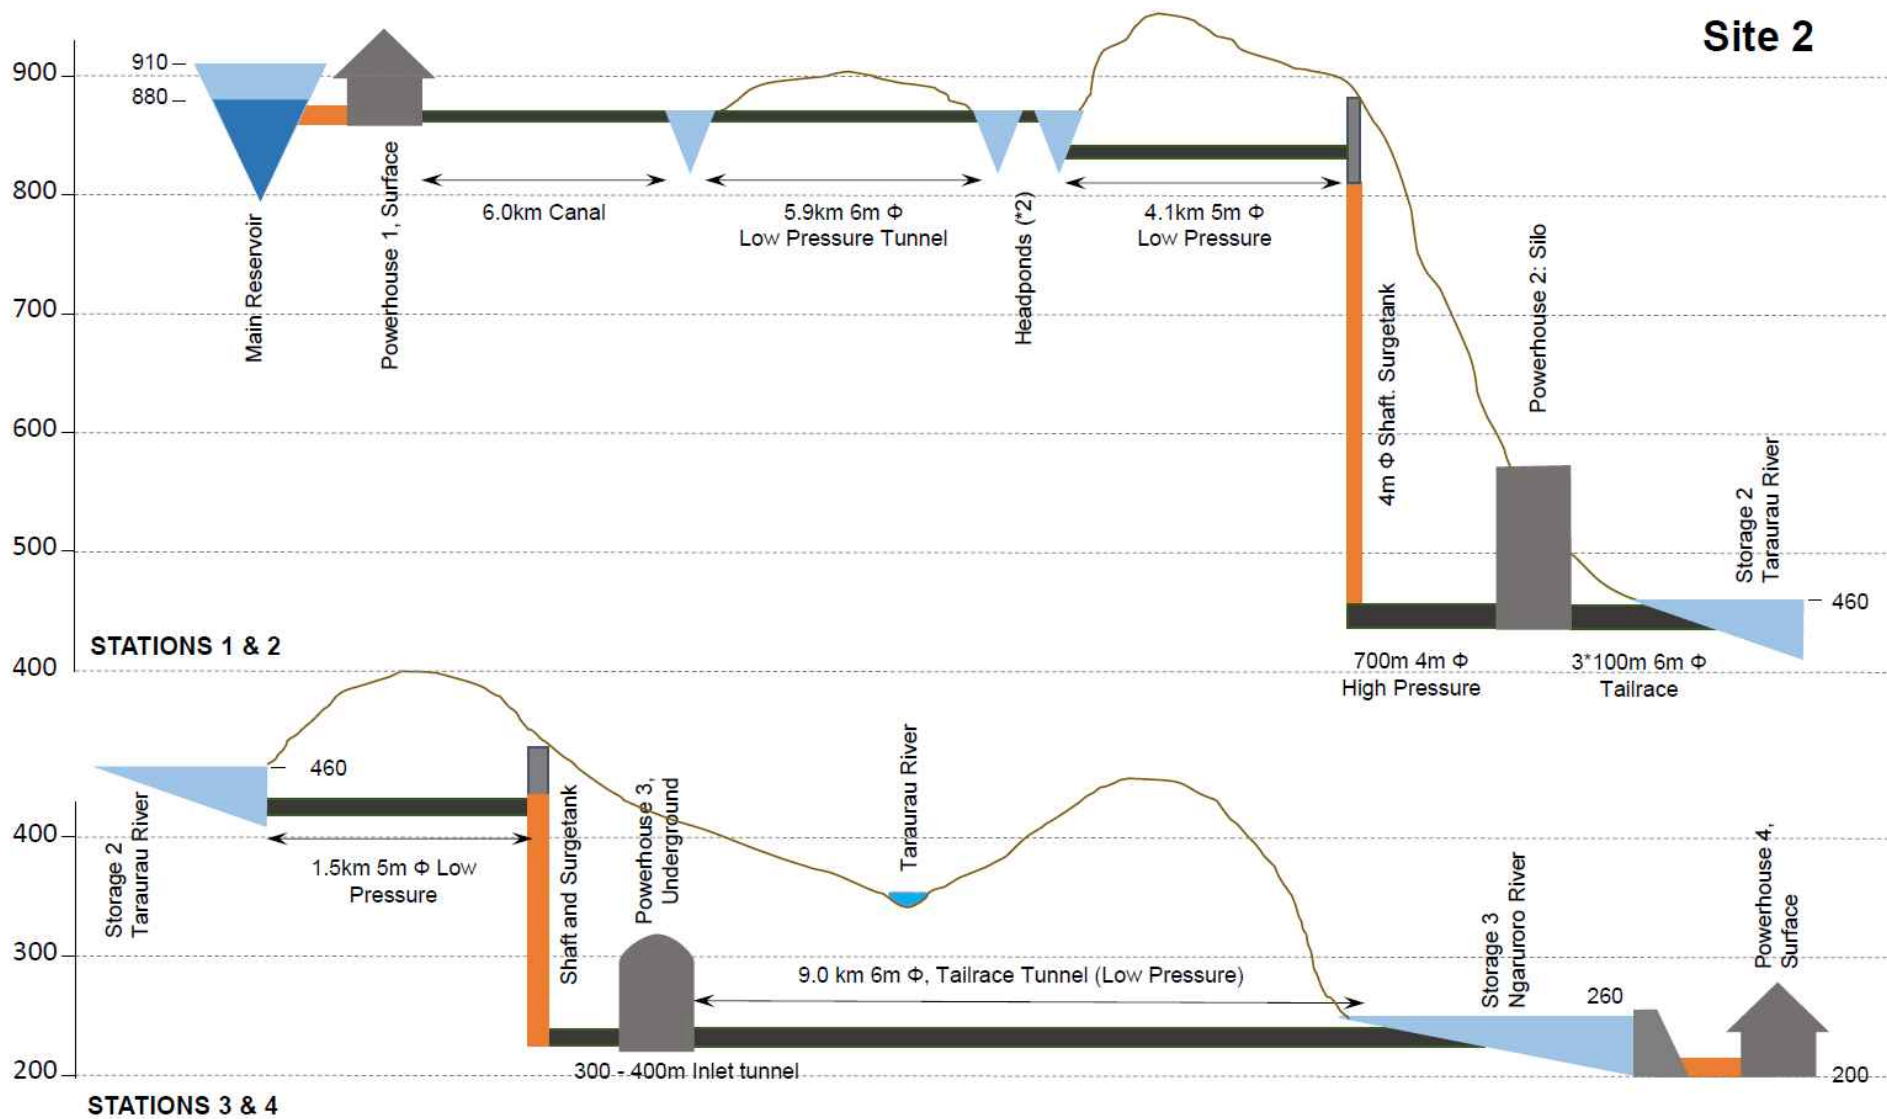 Site 2
900
800
700
600
500
400
910
880
Main Reservoir
Powerhouse 1, Surface
6.0km Canal
5.9km 6m Φ
Low Pressure Tunnel
Headponds (*2)
4.1km 5m Φ
Low Pressure
4m Φ Shaft. Surgetank
Powerhouse 2: Silo
Storage 2
Taraurau River
460
700m 4m Φ
High Pressure
3*100m 6m Φ
Tailrace
STATIONS 1 & 2
460
400
300
200
Storage 2
Taraurau River
1.5km 5m Φ Low
Pressure
Shaft and Surgetank
Powerhouse 3,
Underground
300 - 400m Inlet tunnel
Taraurau River
9.0 km 6m Φ, Tailrace Tunnel (Low Pressure)
Storage 3
Ngaruroro River
260
Powerhouse 4,
Surface
200
STATIONS 3 & 4